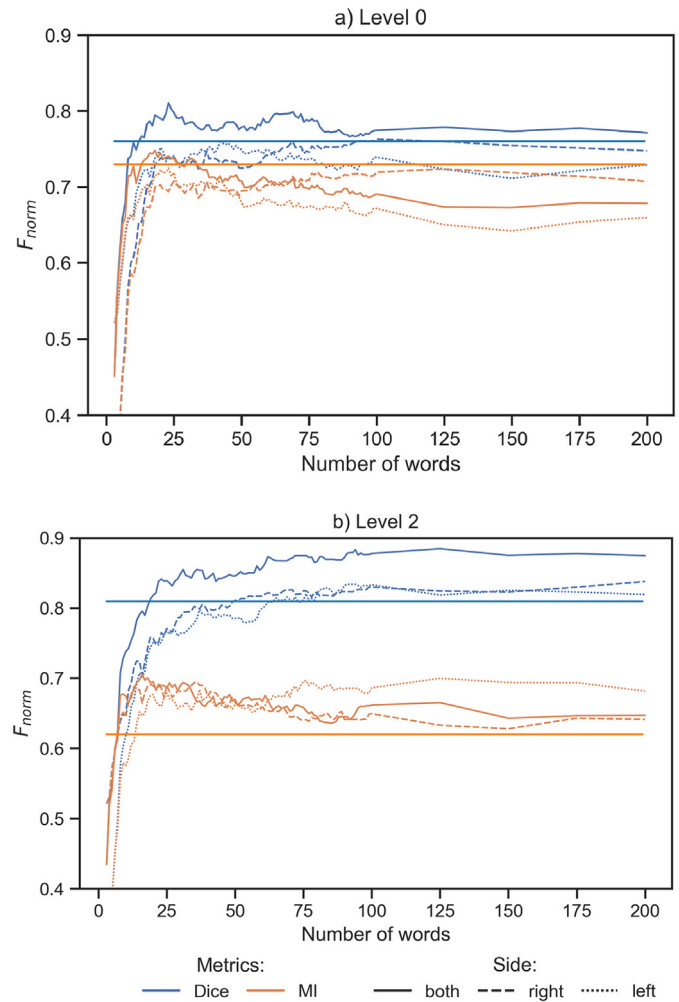 a) Level 0
0.9
0.8
0.7
0.6
0.5
0.4
F_norm
0 25 50 75 100 125 150 175 200
Number of words
b) Level 2
0.9
0.8
0.7
0.6
0.5
0.4
F_norm
0 25 50 75 100 125 150 175 200
Number of words
Metrics: Side:
Dice MI both right left